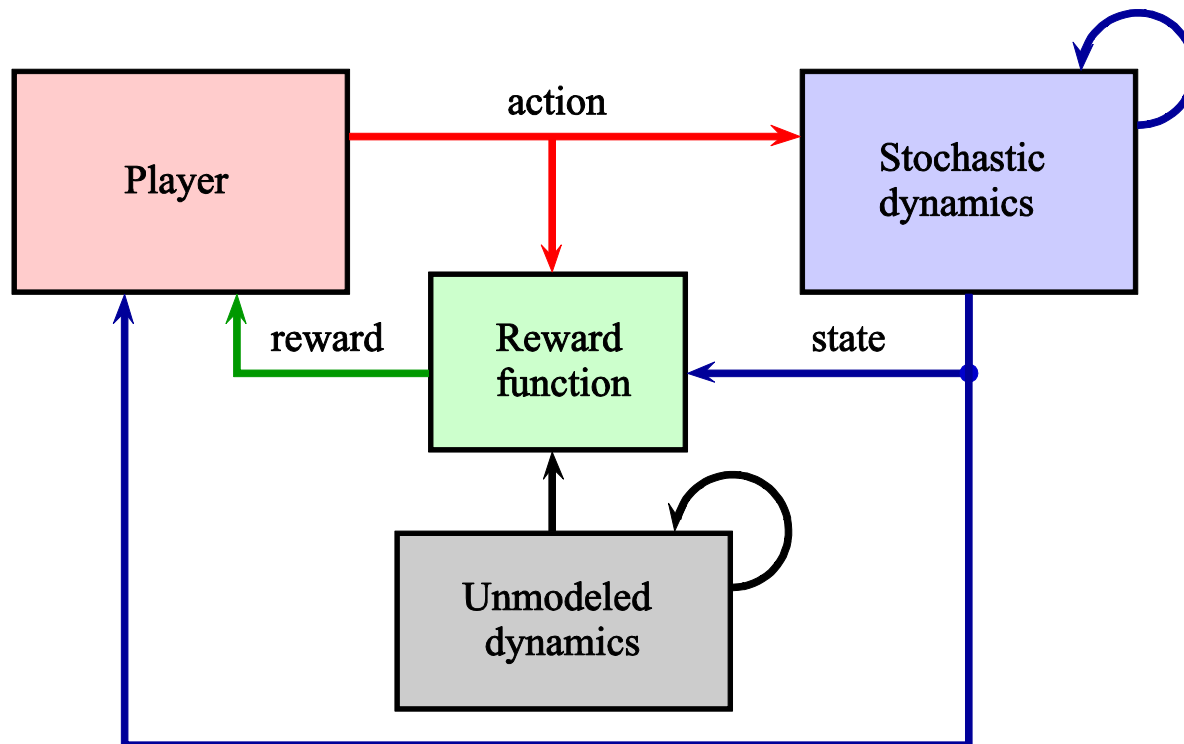 action
Player
Stochastic
dynamics
reward
Reward
function
state
Unmodeled
dynamics